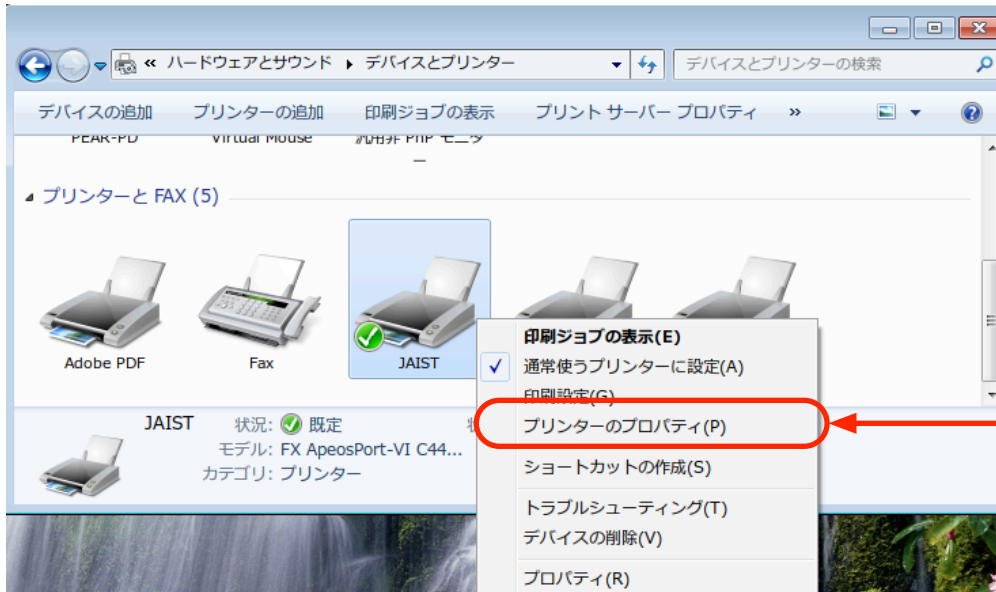 « ハードウェアとサウンド ▸ デバイスとプリンター
デバイスとプリンターの検索
デバイスの追加 プリンターの追加 印刷ジョブの表示 プリント サーバー プロパティ »
PEAR-PD Virtual Mouse 汎用非 PnP モニタ
ー
プリンターと FAX (5)
Adobe PDF Fax JAIST
印刷ジョブの表示(E)
通常使うプリンターに設定(A)
印刷設定(G)
プリンターのプロパティ(P)
ショートカットの作成(S)
トラブルシューティング(T)
デバイスの削除(V)
プロパティ(R)
JAIST 状況: 既定
モデル: FX ApeosPort-VI C44...
カテゴリ: プリンター